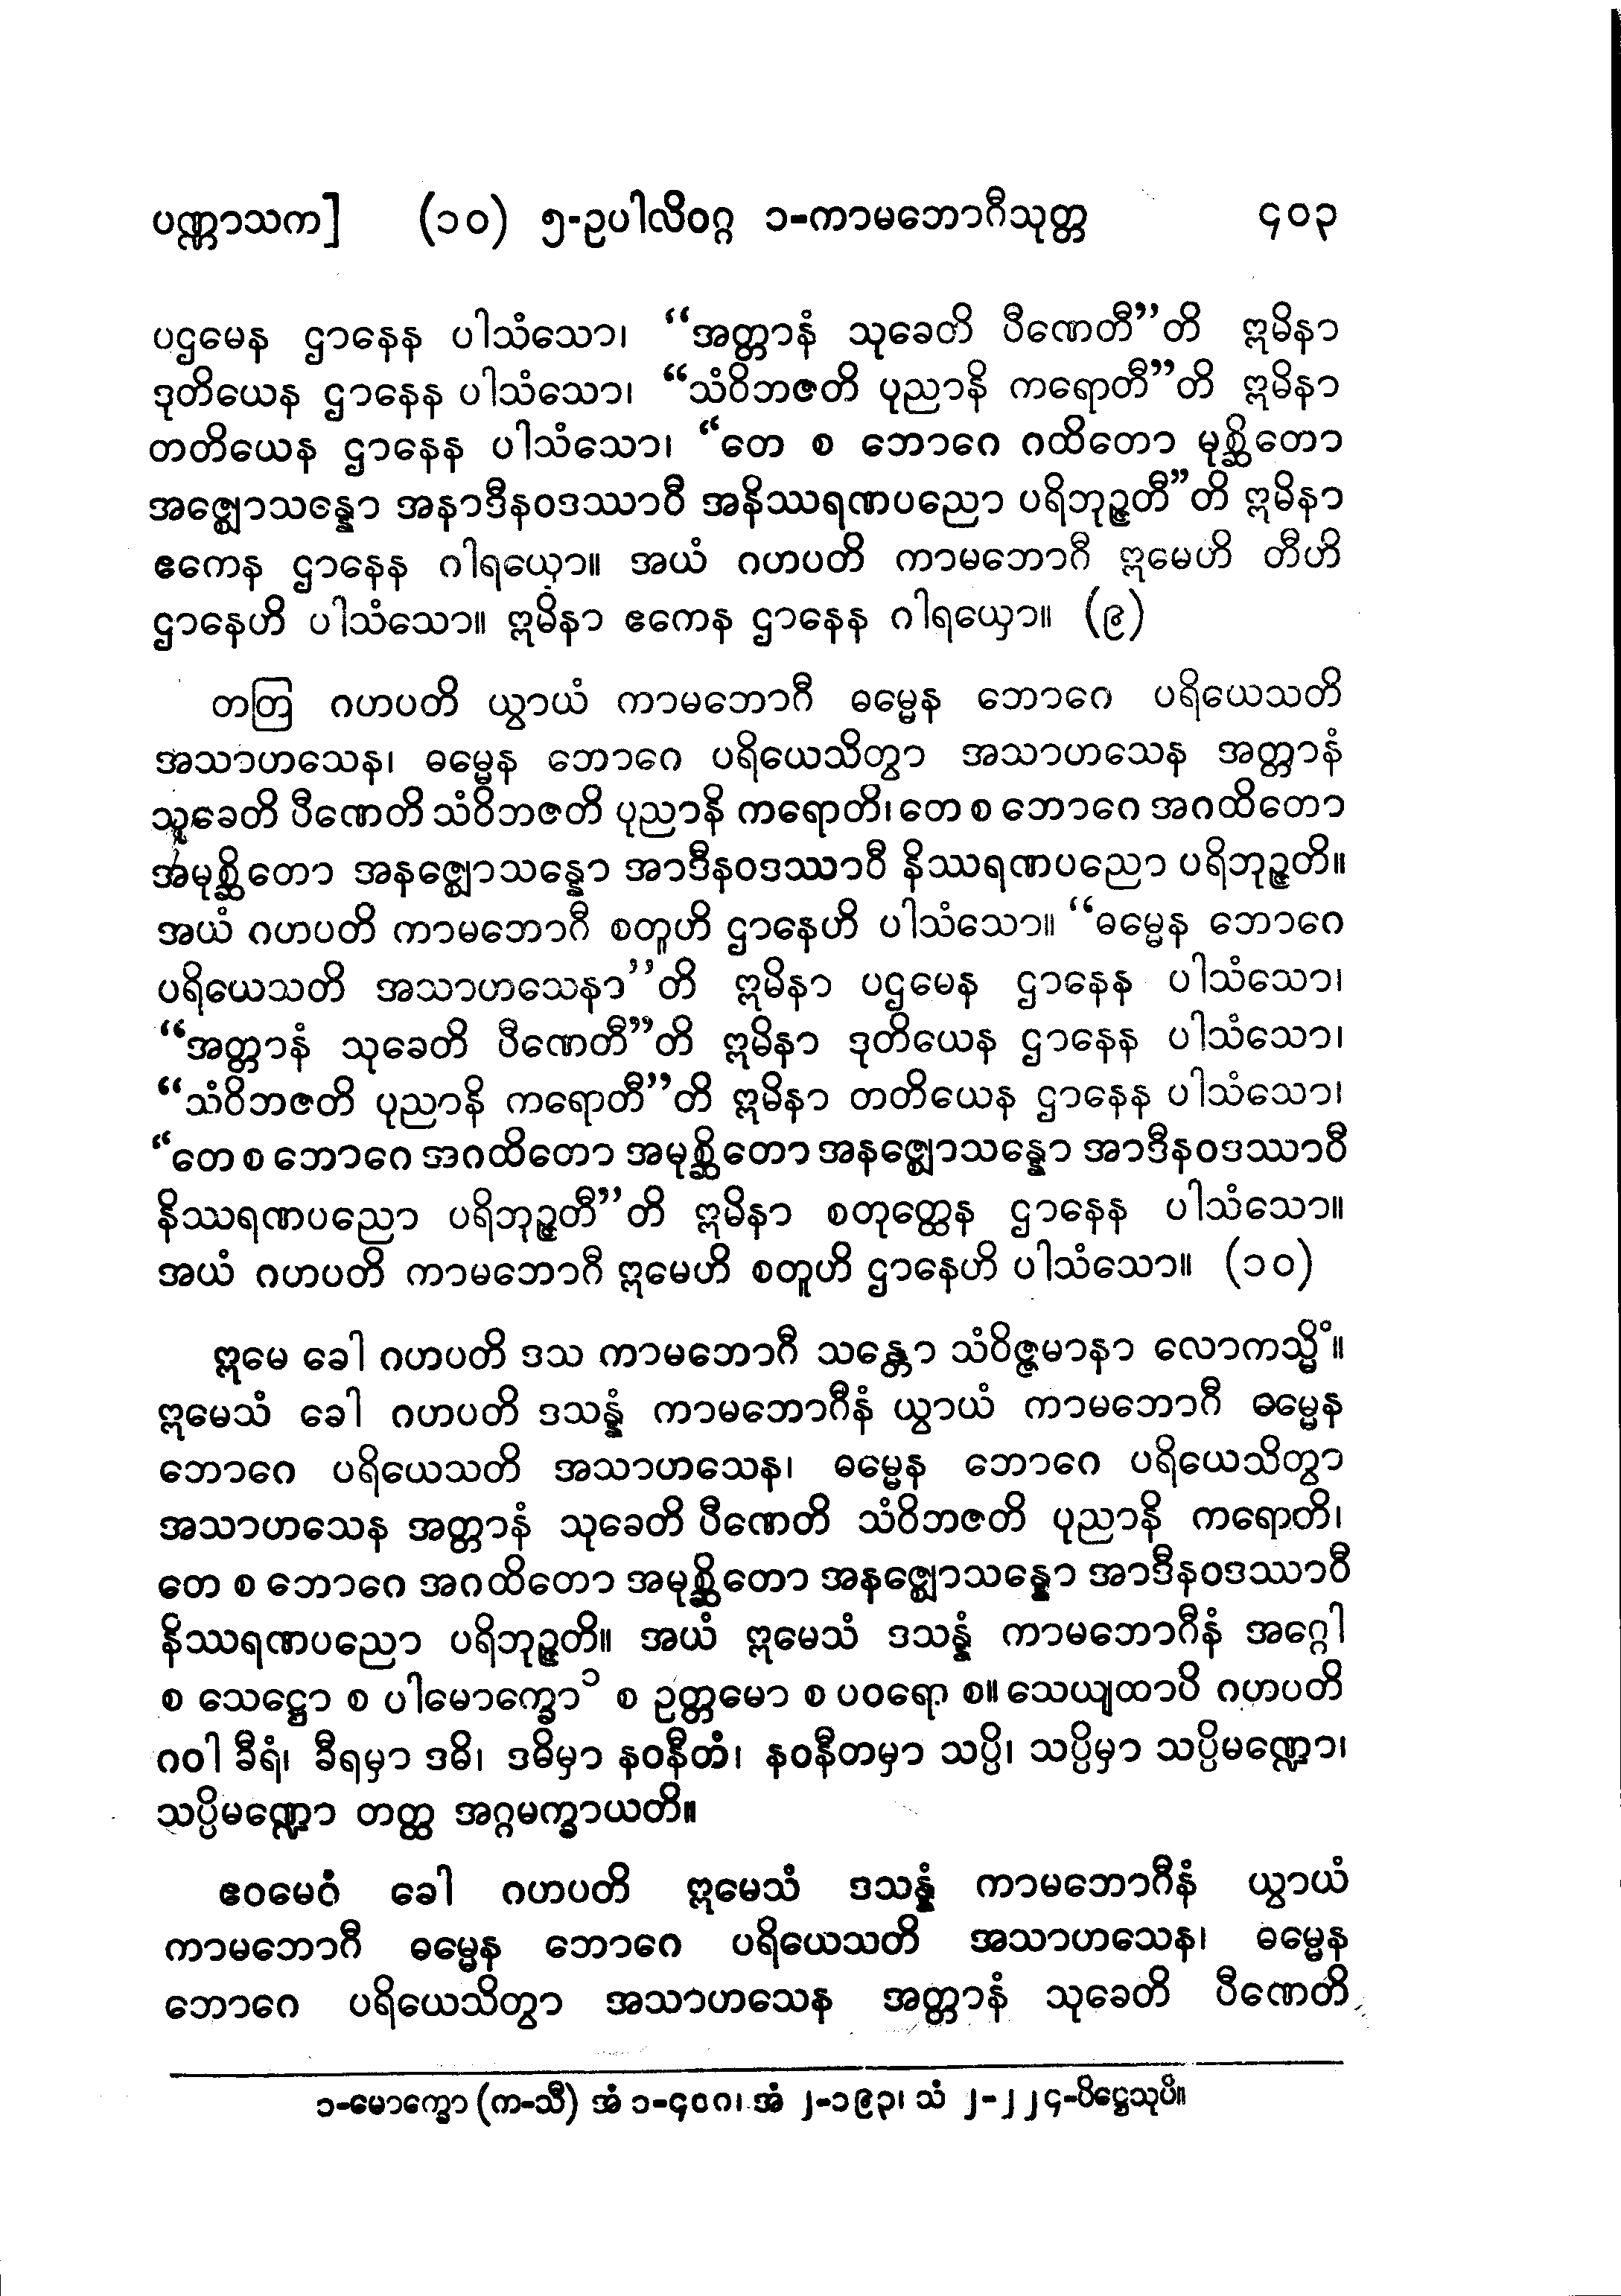 ပဏ္ဏာသက] (၁၀) ၅-ဥပါလိဝဂ္ဂ ၁-ကာမဘောဂီသုတ္တ ၄၀၃
ပဌမေန ဌာနေန ပါသံသော၊ “အတ္တာနံ သုခေတိ ပီဏေတီ”တိ ဣမိနာ
ဒုတိယေန ဌာနေန ပါသံသော၊ “သံဝိဘဇတိ ပုညာနိ ကရောတီ”တိ ဣမိနာ
တတိယေန ဌာနေန ပါသံသော၊ “တေ စ ဘောဂေ ဂထိတော မုစ္ဆိတော
အဇ္ဈောသန္နော အနာဒီနဝဒဿာဝီ အနိဿရဏပညော ပရိဘုဉ္ဇတီ”တိ ဣမိနာ
ဧကေန ဌာနေန ဂါရယှော။ အယံ ဂဟပတိ ကာမဘောဂီ ဣမေဟိ တီဟိ
ဌာနေဟိ ပါသံသော။ ဣမိနာ ဧကေန ဌာနေန ဂါရယှော။ (၉)
တတြ ဂဟပတိ ယွာယံ ကာမဘောဂီ ဓမ္မေန ဘောဂေ ပရိယေသတိ
အသာဟသေန၊ ဓမ္မေန ဘောဂေ ပရိယေသိတွာ အသာဟသေန အတ္တာနံ
သုခေတိ ပီဏေတိ သံဝိဘဇတိ ပုညာနိ ကရောတိ၊ တေ စ ဘောဂေ အဂထိတော
အမုစ္ဆိတော အနဇ္ဈောသန္နော အာဒီနဝဒဿာဝီ နိဿရဏပညော ပရိဘုဉ္ဇတိ။
အယံ ဂဟပတိ ကာမဘောဂီ စတူဟိ ဌာနေဟိ ပါသံသော။ “ဓမ္မေန ဘောဂေ
ပရိယေသတိ အသာဟသေနာ”တိ ဣမိနာ ပဌမေန ဌာနေန ပါသံသော၊
“အတ္တာနံ သုခေတိ ပီဏေတီ”တိ ဣမိနာ ဒုတိယေန ဌာနေန ပါသံသော၊
“သံဝိဘဇတိ ပုညာနိ ကရောတီ”တိ ဣမိနာ တတိယေန ဌာနေန ပါသံသော၊
“တေ စ ဘောဂေ အဂထိတော အမုစ္ဆိတော အနဇ္ဈောသန္နော အာဒီနဝဒဿာဝီ
နိဿရဏပညော ပရိဘုဉ္ဇတီ”တိ ဣမိနာ စတုတ္ထေန ဌာနေန ပါသံသော။
အယံ ဂဟပတိ ကာမဘောဂီ ဣမေဟိ စတူဟိ ဌာနေဟိ ပါသံသော။ (၁၀)
ဣမေ ခေါ ဂဟပတိ ဒသ ကာမဘောဂီ သန္တော သံဝိဇ္ဇမာနာ လောကသ္မိံ။
ဣမေသံ ခေါ ဂဟပတိ ဒသန္နံ ကာမဘောဂီနံ ယွာယံ ကာမဘောဂီ ဓမ္မေန
ဘောဂေ ပရိယေသတိ အသာဟသေန၊ ဓမ္မေန ဘောဂေ ပရိယေသိတွာ
အသာဟသေန အတ္တာနံ သုခေတိ ပီဏေတိ သံဝိဘဇတိ ပုညာနိ ကရောတိ၊
တေ စ ဘောဂေ အဂထိတော အမုစ္ဆိတော အနဇ္ဈောသန္နော အာဒီနဝဒဿာဝီ
နိဿရဏပညော ပရိဘုဉ္ဇတိ။ အယံ ဣမေသံ ဒသန္နံ ကာမဘောဂီနံ အဂ္ဂေါ
စ သေဋ္ဌော စ ပါမောက္ခော ၁ စ ဥတ္တမော စ ပဝရော စ။ သေယျထာပိ ဂဟပတိ
ဂဝါ ခီရံ၊ ခီရမှာ ဒဓိ၊ ဒဓိမှာ နဝနီတံ၊ နဝနီတမှာ သပ္ပိ၊ သပ္ပိမှာ သပ္ပိမဏ္ဍော၊
သပ္ပိမဏ္ဍော တတ္ထ အဂ္ဂမက္ခာယတိ။
ဧဝမေဝံ ခေါ ဂဟပတိ ဣမေသံ ဒသန္နံ ကာမဘောဂီနံ ယွာယံ
ကာမဘောဂီ ဓမ္မေန ဘောဂေ ပရိယေသတိ အသာဟသေန၊ ဓမ္မေန
ဘောဂေ ပရိယေသိတွာ အသာဟသေန အတ္တာနံ သုခေတိ ပီဏေတိ
၁-မောက္ခော (က-သီ) အံ ၁-၄၀၈၊ အံ ၂-၁၉၃၊ သံ ၂-၂၂၄-ပိဋ္ဌေသုပိ။